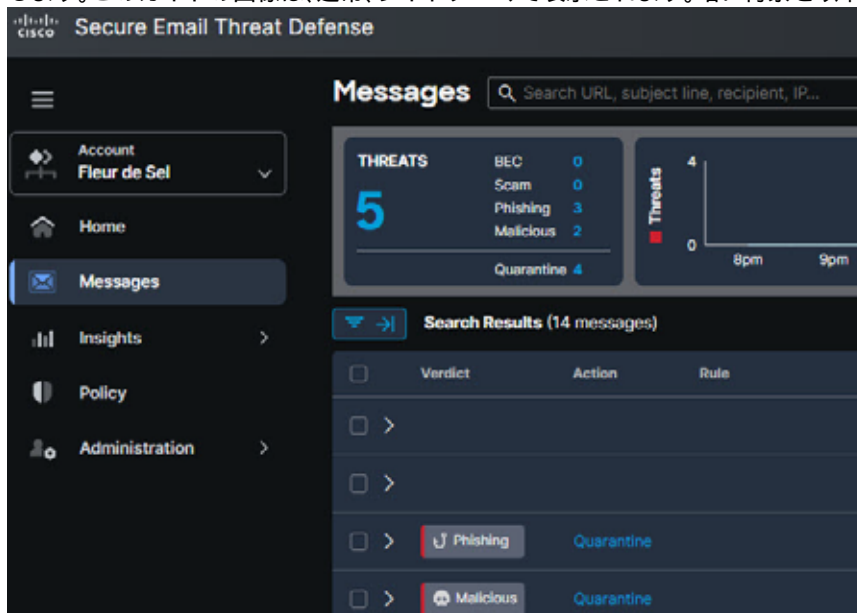 cisco Secure Email Threat Defense
Messages
Search URL, subject line, recipient, IP...
Account
Fleur de Sel
Home
Messages
Insights
Policy
Administration
THREATS
5
BEC 0
Scam 0
Phishing 3
Malicious 2
Quarantine 4
Threats
4
0
8pm 9pm
Search Results (14 messages)
Verdict Action Rule
Phishing Quarantine
Malicious Quarantine